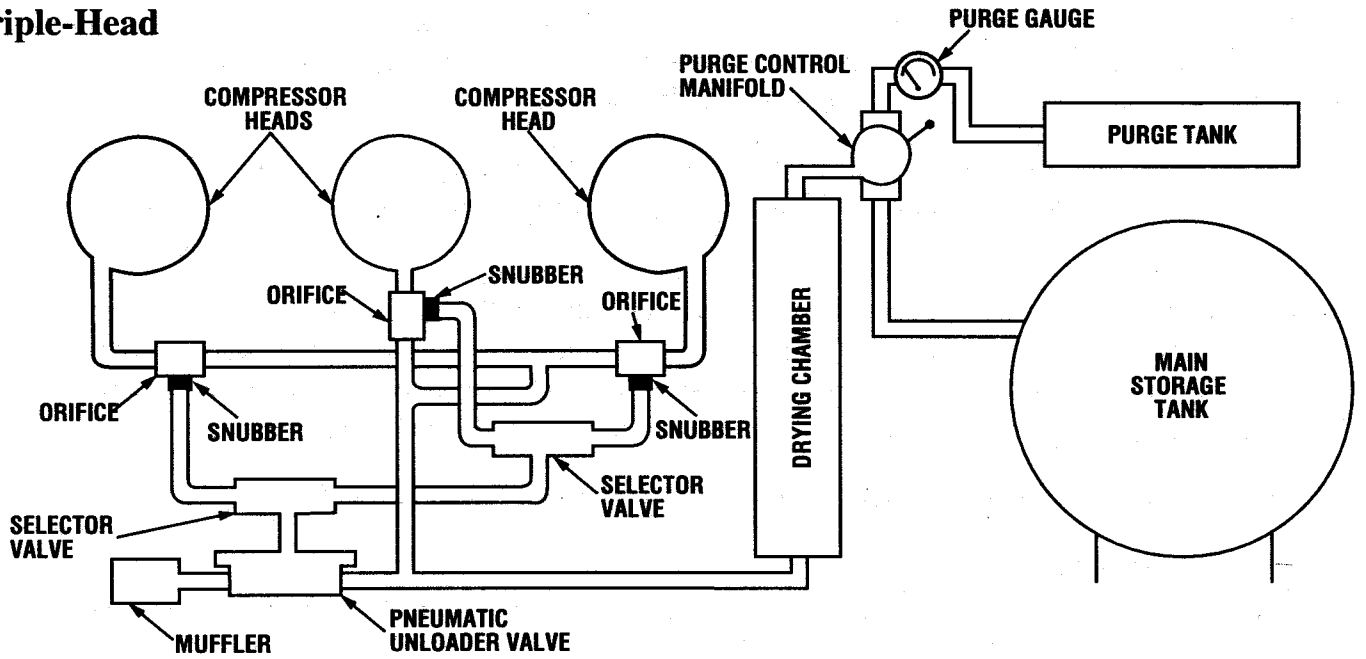 riple-Head
PURGE GAUGE
PURGE CONTROL
MANIFOLD
COMPRESSOR
HEADS
COMPRESSOR
HEAD
PURGE TANK
SNUBBER
ORIFICE
ORIFICE
DRYING CHAMBER
MAIN
STORAGE
TANK
ORIFICE
SNUBBER
SNUBBER
SELECTOR
VALVE
SELECTOR
VALVE
PNEUMATIC
UNLOADER VALVE
MUFFLER